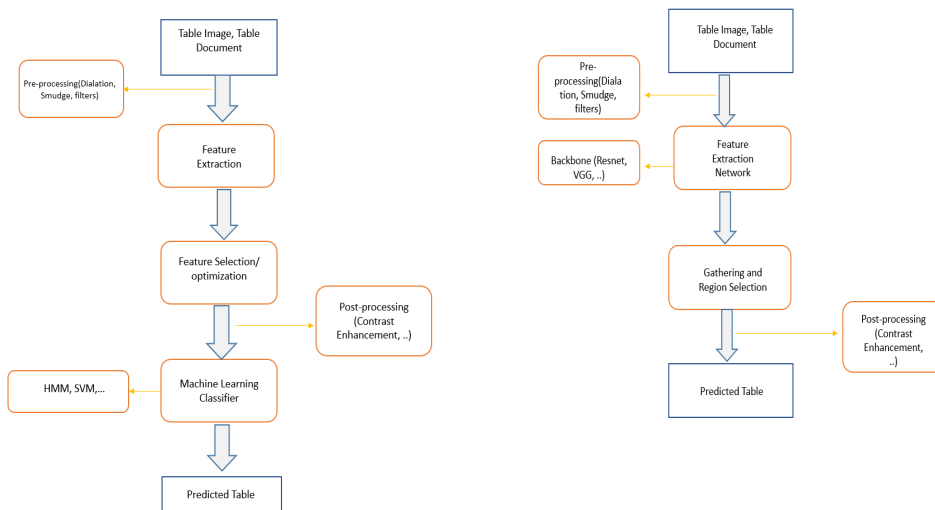 Table Image, Table
Document
Pre-processing(Dialation,
Smudge, filters)
Feature
Extraction
Feature Selection/
optimization
Post-processing
(Contrast
Enhancement, ..)
Machine Learning
Classifier
HMM, SVM,...
Predicted Table
Table Image, Table
Document
Pre-
processing(Diala
tion, Smudge,
filters)
Feature
Extraction
Network
Backbone (Resnet,
VGG, ..)
Gathering and
Region Selection
Post-processing
(Contrast
Enhancement,
..)
Predicted Table